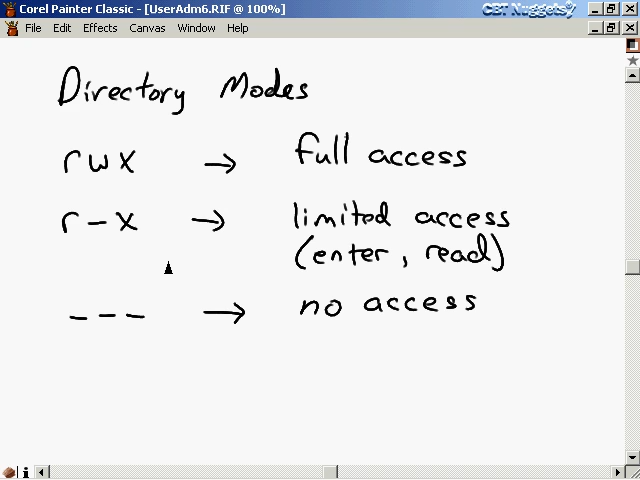 Corel Painter Classic - [UserAdm6.RIF @ 100%]
CBT Nuggets
File Edit Effects Canvas Window Help
Directory Modes
rwx → full access
r-x → limited access
(enter, read)
--- → no access